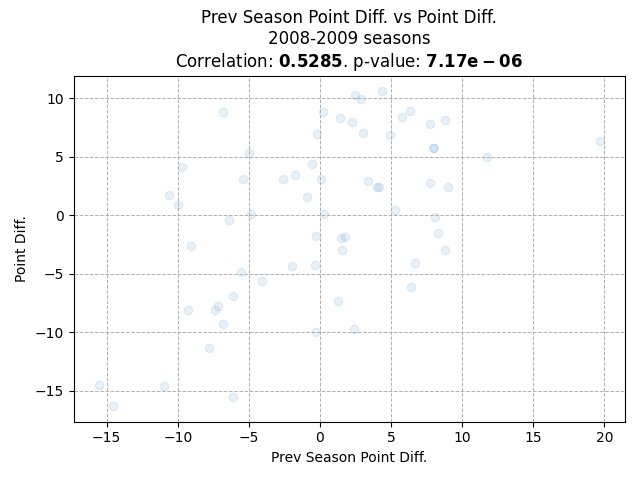 Prev Season Point Diff. vs Point Diff.
2008-2009 seasons
Correlation: 0.5285. p-value: 7.17e − 06
10
5
0
−5
−10
−15
Point Diff.
−15 −10 −5 0 5 10 15 20
Prev Season Point Diff.